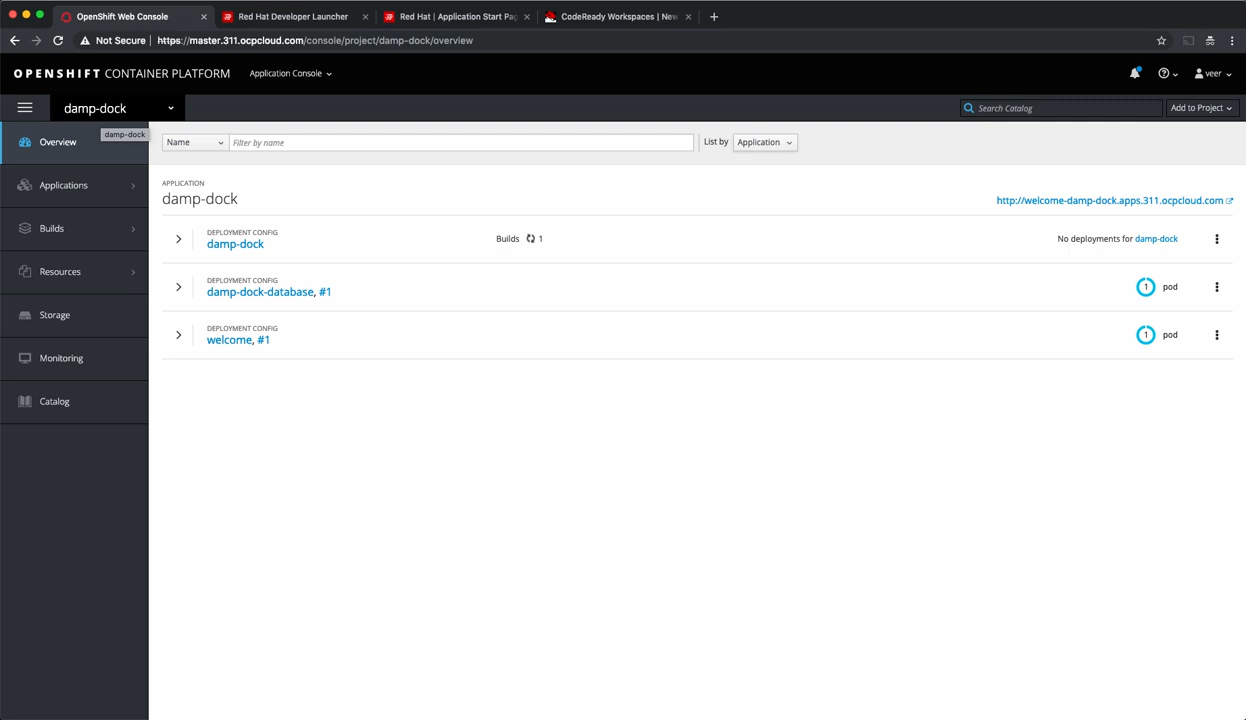 OpenShift Web Console
Red Hat Developer Launcher
Red Hat | Application Start Pag
CodeReady Workspaces | New
Not Secure | https://master.311.ocpcloud.com/console/project/damp-dock/overview
OPENSHIFT CONTAINER PLATFORM
Application Console
veer
damp-dock
Search Catalog
Add to Project
damp-dock
Overview
Applications
Builds
Resources
Storage
Monitoring
Catalog
Name
Filter by name
List by
Application
APPLICATION
damp-dock
http://welcome-damp-dock.apps.311.ocpcloud.com
DEPLOYMENT CONFIG
damp-dock
Builds 1
No deployments for damp-dock
DEPLOYMENT CONFIG
damp-dock-database, #1
1 pod
DEPLOYMENT CONFIG
welcome, #1
1 pod